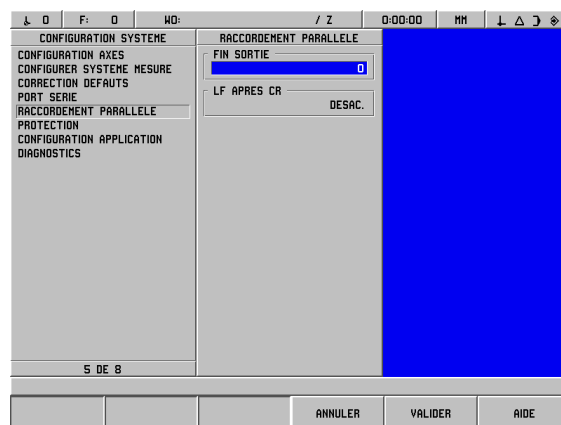 0 F: 0 WO: / Z 0:00:00 MM
CONFIGURATION SYSTEME
CONFIGURATION AXES
CONFIGURER SYSTEME MESURE
CORRECTION DEFAUTS
PORT SERIE
RACCORDEMENT PARALLELE
PROTECTION
CONFIGURATION APPLICATION
DIAGNOSTICS
5 DE 8
RACCORDEMENT PARALLELE
FIN SORTIE
0
LF APRES CR
DESAC.
ANNULER VALIDER AIDE